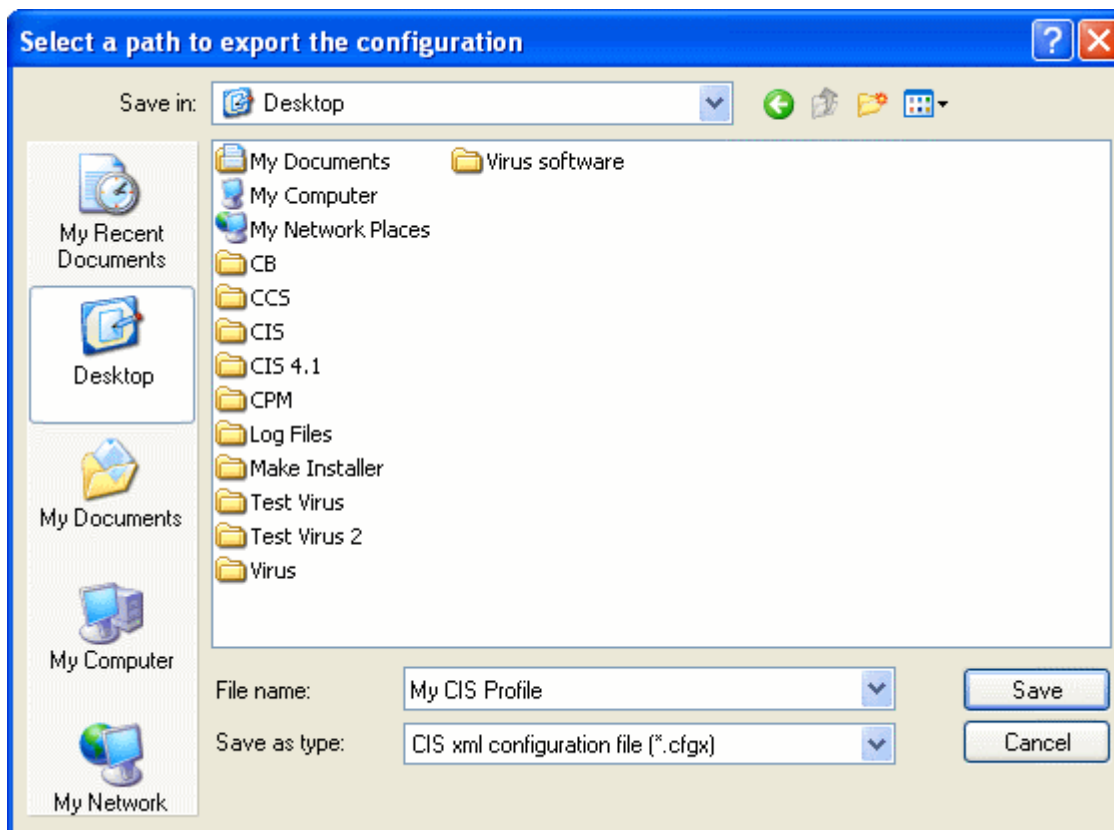 Select a path to export the configuration
Save in:
Desktop
My Recent
Documents
Desktop
My Documents
My Computer
My Network
My Documents
Virus software
My Computer
My Network Places
CB
CCS
CIS
CIS 4.1
CPM
Log Files
Make Installer
Test Virus
Test Virus 2
Virus
File name:
My CIS Profile
Save
Save as type:
CIS xml configuration file (*.cfgx)
Cancel